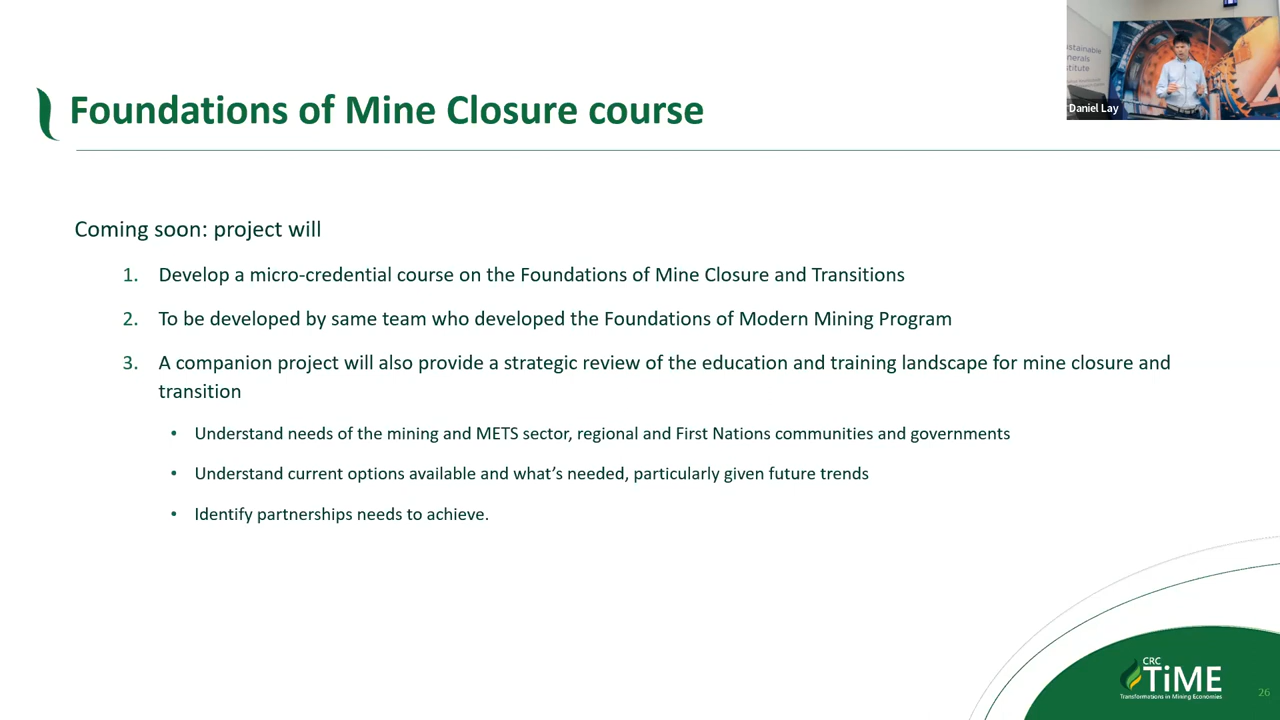 ustainable
nerals
stitute
Daniel Lay
Foundations of Mine Closure course
Coming soon: project will
1. Develop a micro-credential course on the Foundations of Mine Closure and Transitions
2. To be developed by same team who developed the Foundations of Modern Mining Program
3. A companion project will also provide a strategic review of the education and training landscape for mine closure and
transition
• Understand needs of the mining and METS sector, regional and First Nations communities and governments
• Understand current options available and what’s needed, particularly given future trends
• Identify partnerships needs to achieve.
CRC
TiME
Transformations in Mining Economies
26